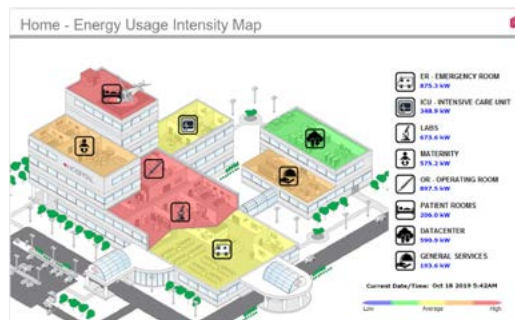 Home - Energy Usage Intensity Map
ER - EMERGENCY ROOM
875.3 kW
ICU - INTENSIVE CARE UNIT
348.9 kW
LABS
673.6 kW
MATERNITY
575.2 kW
OR - OPERATING ROOM
897.5 kW
PATIENT ROOMS
206.0 kW
DATACENTER
590.9 kW
GENERAL SERVICES
193.6 kW
Current Date/Time: Oct 18 2019 5:42AM
Low Average High